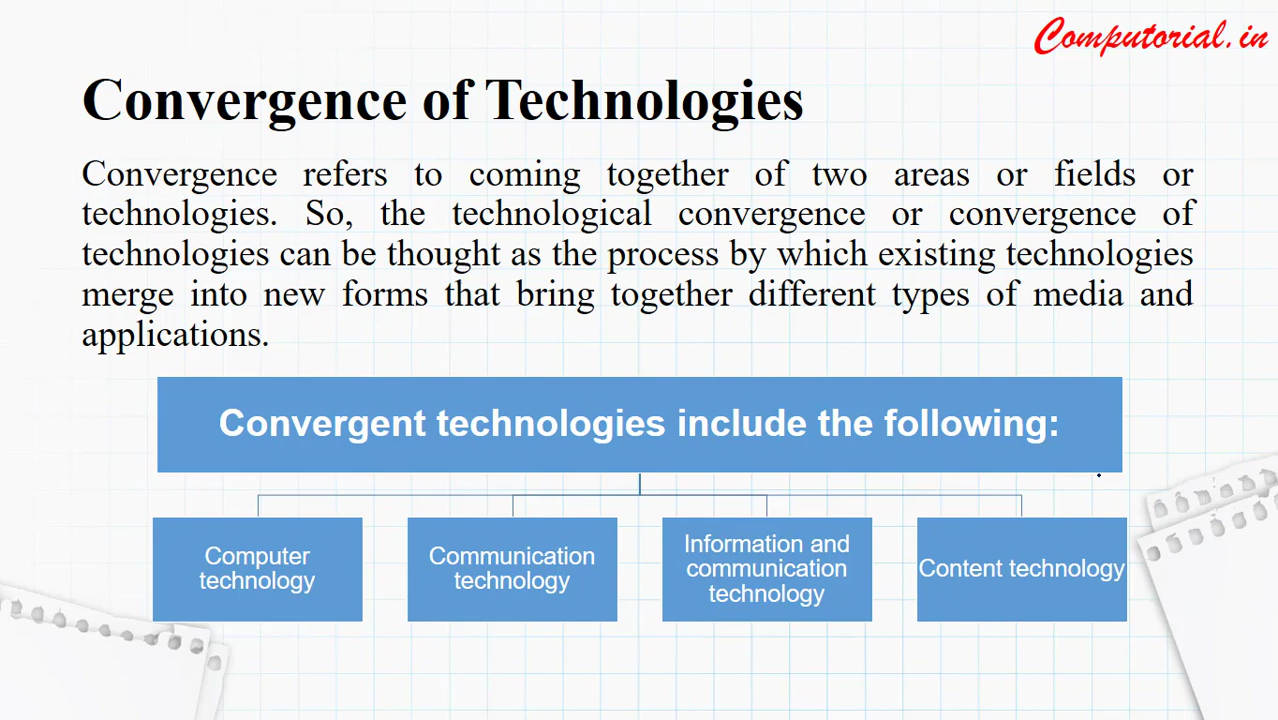 Computorial.in
Convergence of Technologies
Convergence refers to coming together of two areas or fields or
technologies. So, the technological convergence or convergence of
technologies can be thought as the process by which existing technologies
merge into new forms that bring together different types of media and
applications.
Convergent technologies include the following:
Computer
technology
Communication
technology
Information and
communication
technology
Content technology